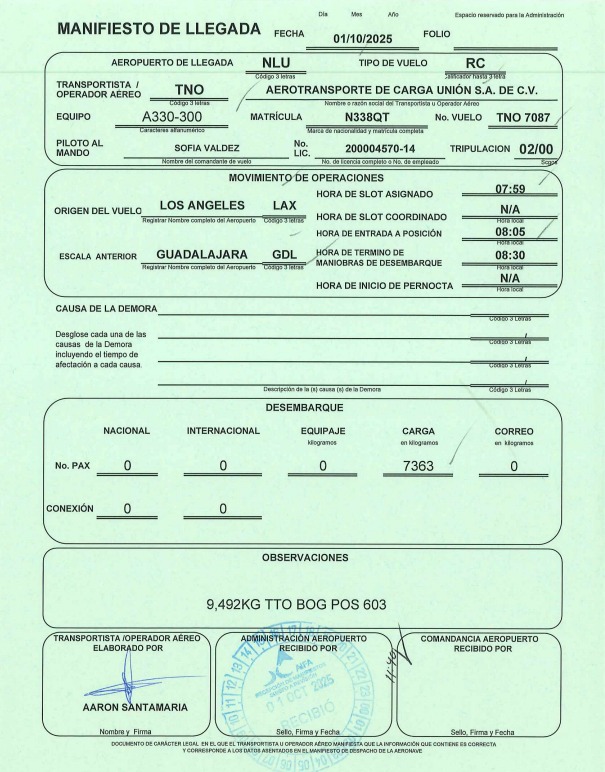 Día Mes Año Espacio reservado para la Administración
MANIFIESTO DE LLEGADA FECHA 01/10/2025 FOLIO
AEROPUERTO DE LLEGADA NLU TIPO DE VUELO RC
Código 3 letras Calificador hasta 3 letra
TRANSPORTISTA / OPERADOR AÉREO TNO AEROTRANSPORTE DE CARGA UNIÓN S.A. DE C.V.
Código 3 letras Nombre o razón social del Transportista u Operador Aéreo
EQUIPO A330-300 MATRÍCULA N338QT No. VUELO TNO 7087
Caracteres alfanumérico Marca de nacionalidad y matrícula completa
PILOTO AL MANDO SOFIA VALDEZ No. LIC. 200004570-14 TRIPULACION 02/00
Nombre del comandante de vuelo No. de licencia completo o No. de empleado Scgos
MOVIMIENTO DE OPERACIONES
HORA DE SLOT ASIGNADO 07:59
ORIGEN DEL VUELO LOS ANGELES LAX
Registrar Nombre completo del Aeropuerto Código 3 letras
HORA DE SLOT COORDINADO N/A
Hora local
HORA DE ENTRADA A POSICIÓN 08:05
Hora local
ESCALA ANTERIOR GUADALAJARA GDL
Registrar Nombre completo del Aeropuerto Código 3 letras
HORA DE TERMINO DE MANIOBRAS DE DESEMBARQUE 08:30
Hora local
HORA DE INICIO DE PERNOCTA N/A
Hora local
CAUSA DE LA DEMORA
Código 3 Letras
Desglose cada una de las
causas de la Demora
incluyendo el tiempo de
afectación a cada causa.
Código 3 Letras
Código 3 Letras
Descripción de la (s) causa (s) de la Demora Código 3 Letras
DESEMBARQUE
NACIONAL INTERNACIONAL EQUIPAJE CARGA CORREO
kilogramos en kilogramos en kilogramos
No. PAX 0 0 0 7363 0
CONEXIÓN 0 0
OBSERVACIONES
9,492KG TTO BOG POS 603
TRANSPORTISTA /OPERADOR AÉREO
ELABORADO POR
AARON SANTAMARIA
Nombre y Firma
ADMINISTRACIÓN AEROPUERTO
RECIBIDO POR
AIFA
01 OCT 2025
RECIBIÓ
Sello, Firma y Fecha
COMANDANCIA AEROPUERTO
RECIBIDO POR
Sello, Firma y Fecha
DOCUMENTO DE CARÁCTER LEGAL EN EL QUE EL TRANSPORTISTA U OPERADOR AÉREO MANIFIESTA QUE LA INFORMACIÓN QUE CONTIENE ES CORRECTA
Y CORRESPONDE A LOS DATOS ASENTADOS EN EL MANIFIESTO DE DESPACHO DE LA AERONAVE